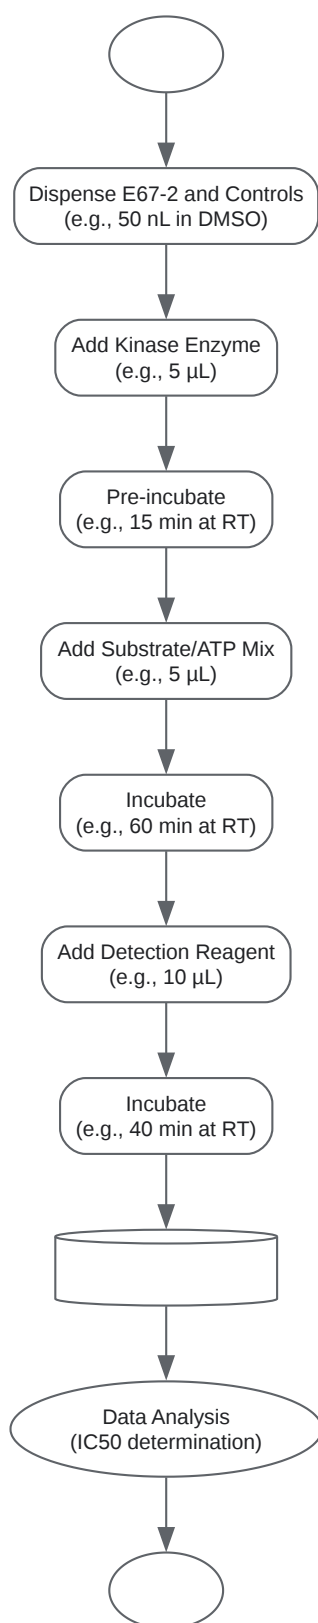 Dispense E67-2 and Controls
(e.g., 50 nL in DMSO)
Add Kinase Enzyme
(e.g., 5 µL)
Pre-incubate
(e.g., 15 min at RT)
Add Substrate/ATP Mix
(e.g., 5 µL)
Incubate
(e.g., 60 min at RT)
Add Detection Reagent
(e.g., 10 µL)
Incubate
(e.g., 40 min at RT)
Data Analysis
(IC50 determination)